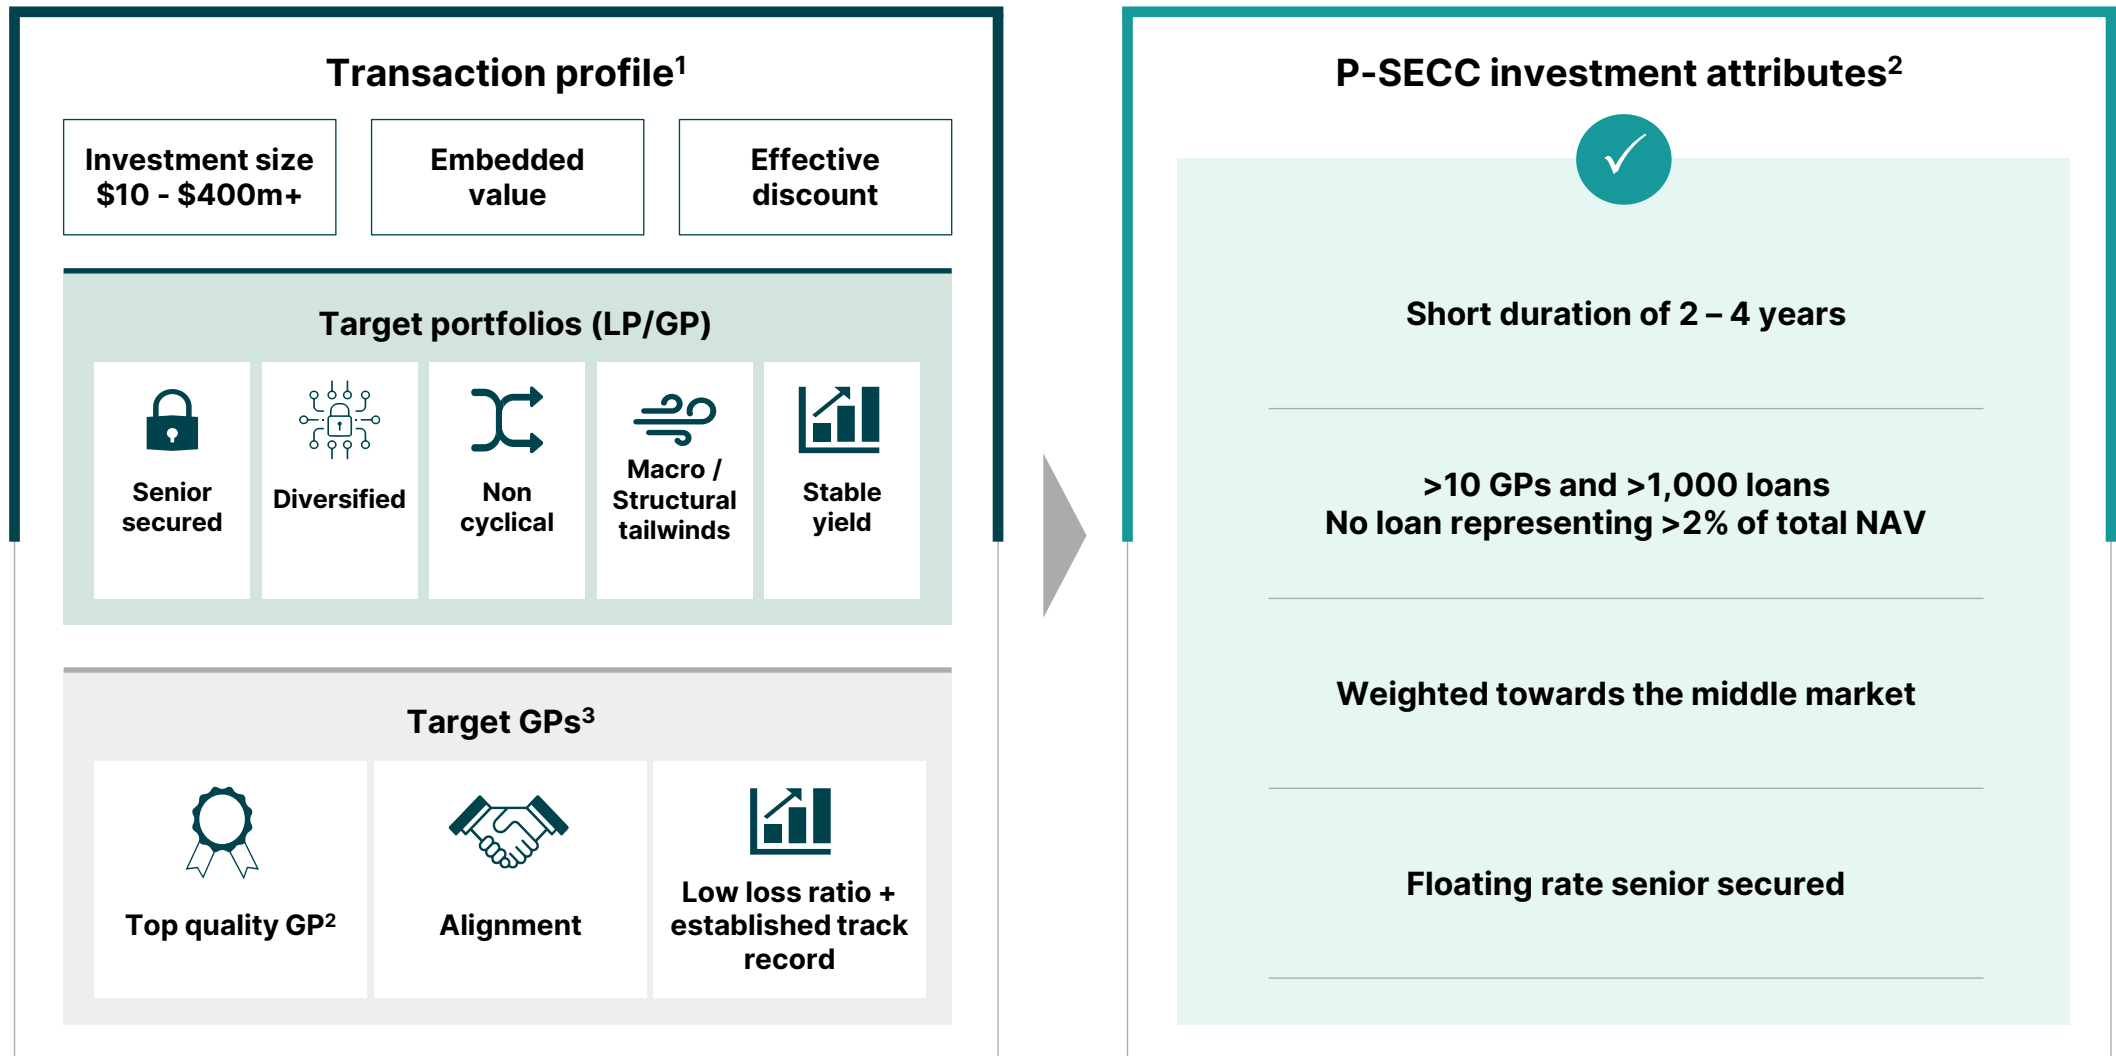 Transaction profile¹
Investment size
$10 - $400m+
Embedded
value
Effective
discount
Target portfolios (LP/GP)
Senior
secured
Diversified
Non
cyclical
Macro /
Structural
tailwinds
Stable
yield
Target GPs³
Top quality GP²
Alignment
Low loss ratio +
established track
record
P-SECC investment attributes²
Short duration of 2 – 4 years
>10 GPs and >1,000 loans
No loan representing >2% of total NAV
Weighted towards the middle market
Floating rate senior secured